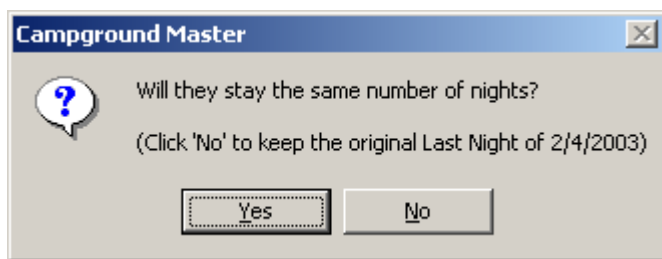 Campground Master
Will they stay the same number of nights?
(Click 'No' to keep the original Last Night of 2/4/2003)
Yes No